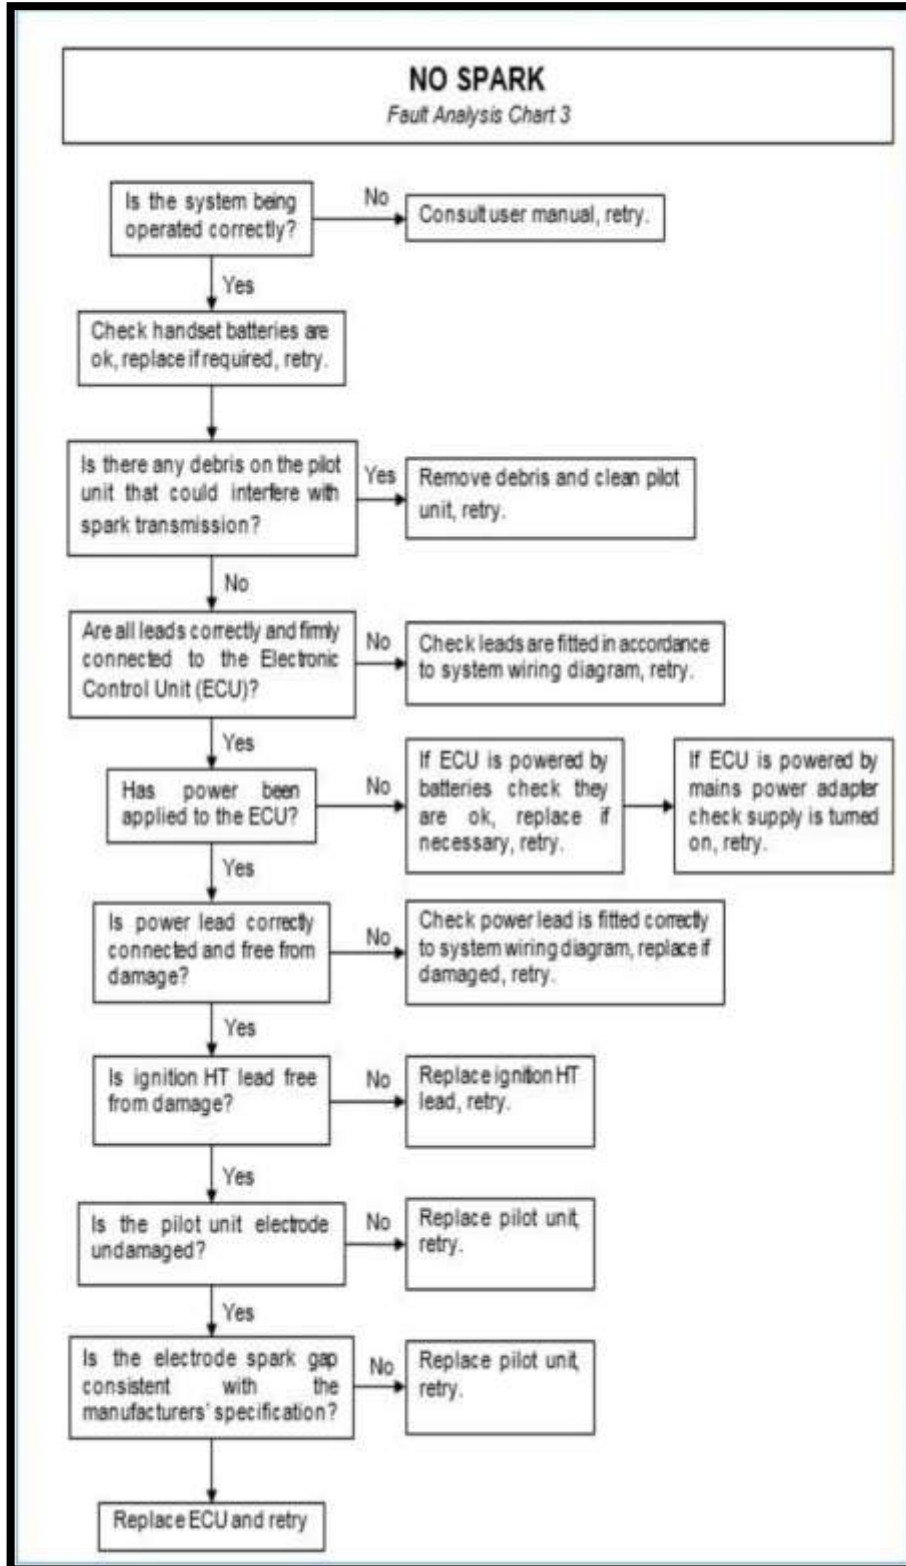 NO SPARK
Fault Analysis Chart 3
Is the system being
operated correctly?
No
Consult user manual, retry.
Yes
Check handset batteries are
ok, replace if required, retry.
Is there any debris on the pilot
unit that could interfere with
spark transmission?
Yes
Remove debris and clean pilot
unit, retry.
No
Are all leads correctly and firmly
connected to the Electronic
Control Unit (ECU)?
No
Check leads are fitted in accordance
to system wiring diagram, retry.
Yes
Has power been
applied to the ECU?
No
If ECU is powered by
batteries check they
are ok, replace if
necessary, retry.
If ECU is powered by
mains power adapter
check supply is turned
on, retry.
Yes
Is power lead correctly
connected and free from
damage?
No
Check power lead is fitted correctly
to system wiring diagram, replace if
damaged, retry.
Yes
Is ignition HT lead free
from damage?
No
Replace ignition HT
lead, retry.
Yes
Is the pilot unit electrode
undamaged?
No
Replace pilot unit,
retry.
Yes
Is the electrode spark gap
consistent with the
manufacturers' specification?
No
Replace pilot unit,
retry.
Replace ECU and retry